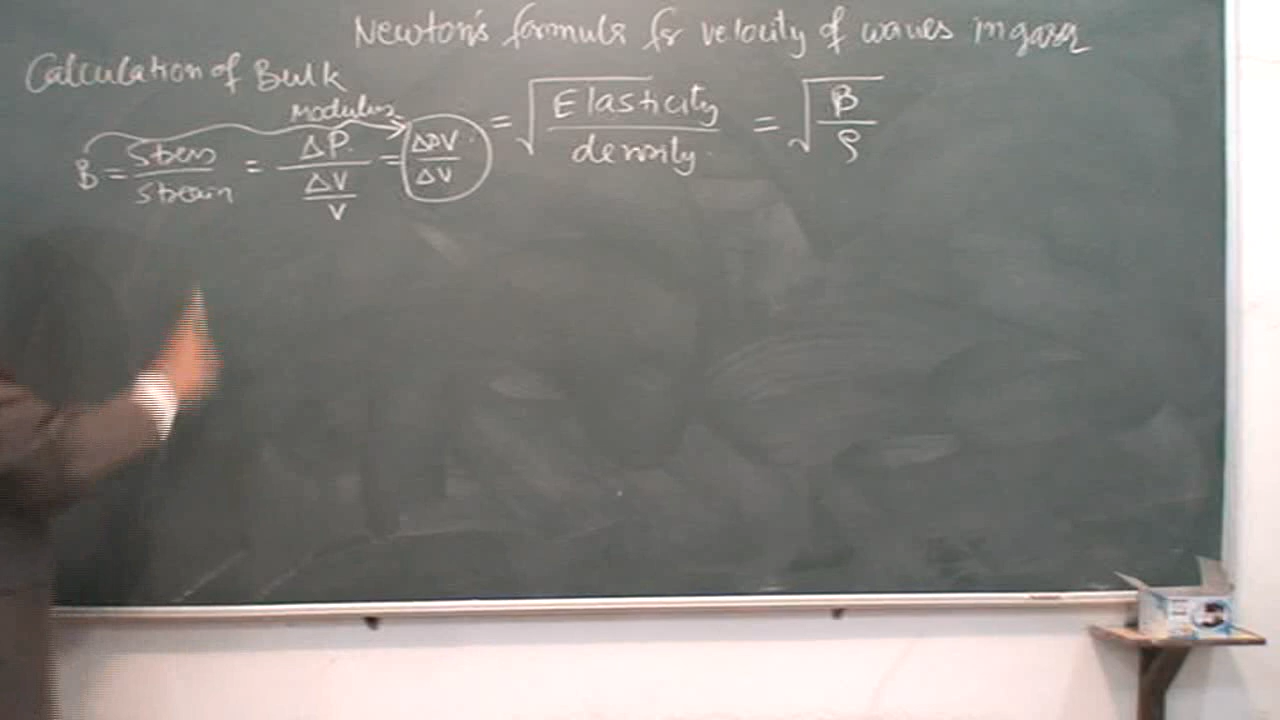 Newton's formula for velocity of waves in gases
= √(Elasticity / density) = √(B / ρ)
Calculation of Bulk
Modulus
B = Stress / Strain = ΔP / (ΔV / V) = ΔPV / ΔV